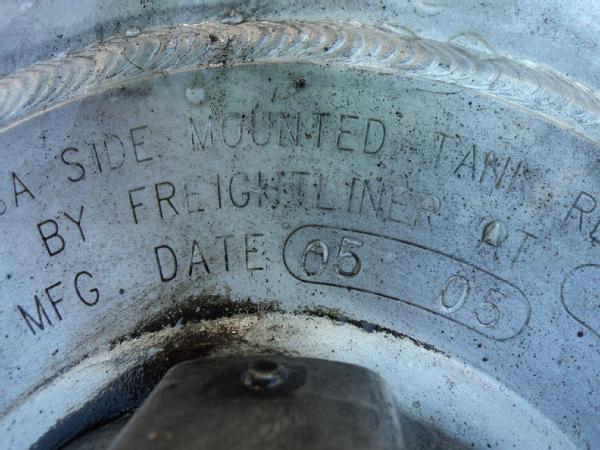 A SIDE MOUNTED TANK
BY FREIGHTLINER
MFG. DATE 05 05